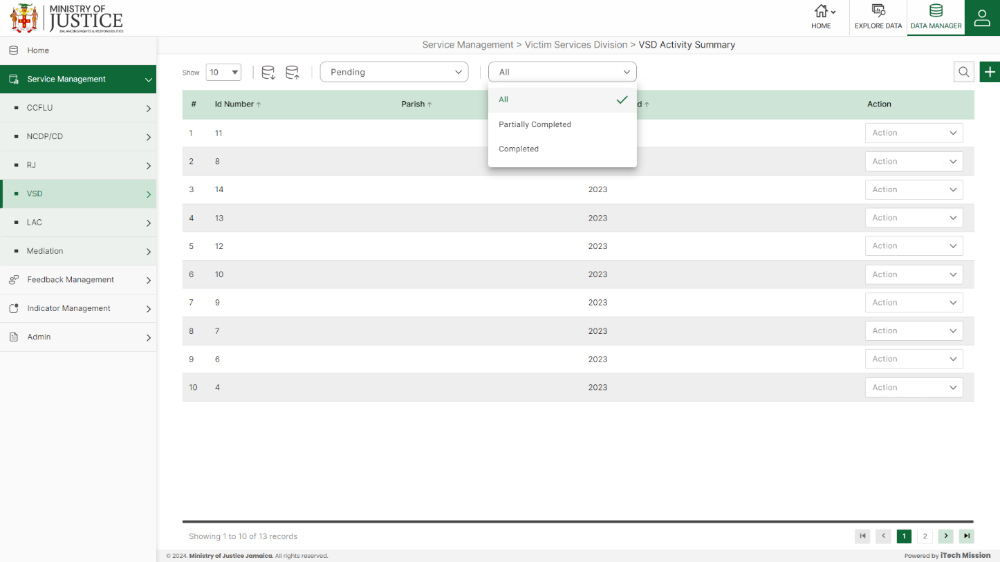 MINISTRY OF
JUSTICE
BALANCING RIGHTS & RESPONSIBILITIES
HOME
EXPLORE DATA
DATA MANAGER
Home
Service Management
CCFLU
NCDP/CD
RJ
VSD
LAC
Mediation
Feedback Management
Indicator Management
Admin
Service Management > Victim Services Division > VSD Activity Summary
Show 10 Pending All
All
Partially Completed
Completed
# Id Number Parish d Action
1 11 Action
2 8 Action
3 14 2023 Action
4 13 2023 Action
5 12 2023 Action
6 10 2023 Action
7 9 2023 Action
8 7 2023 Action
9 6 2023 Action
10 4 2023 Action
Showing 1 to 10 of 13 records
1 2
© 2024. Ministry of Justice Jamaica. All rights reserved.
Powered by iTech Mission